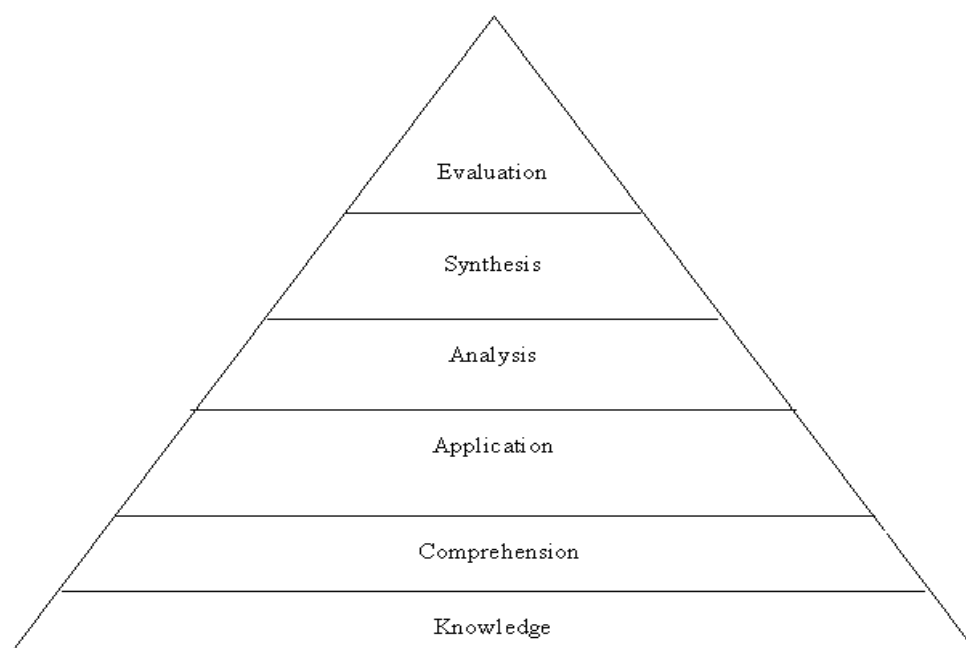 Evaluation
Synthesis
Analysis
Application
Comprehension
Knowledge